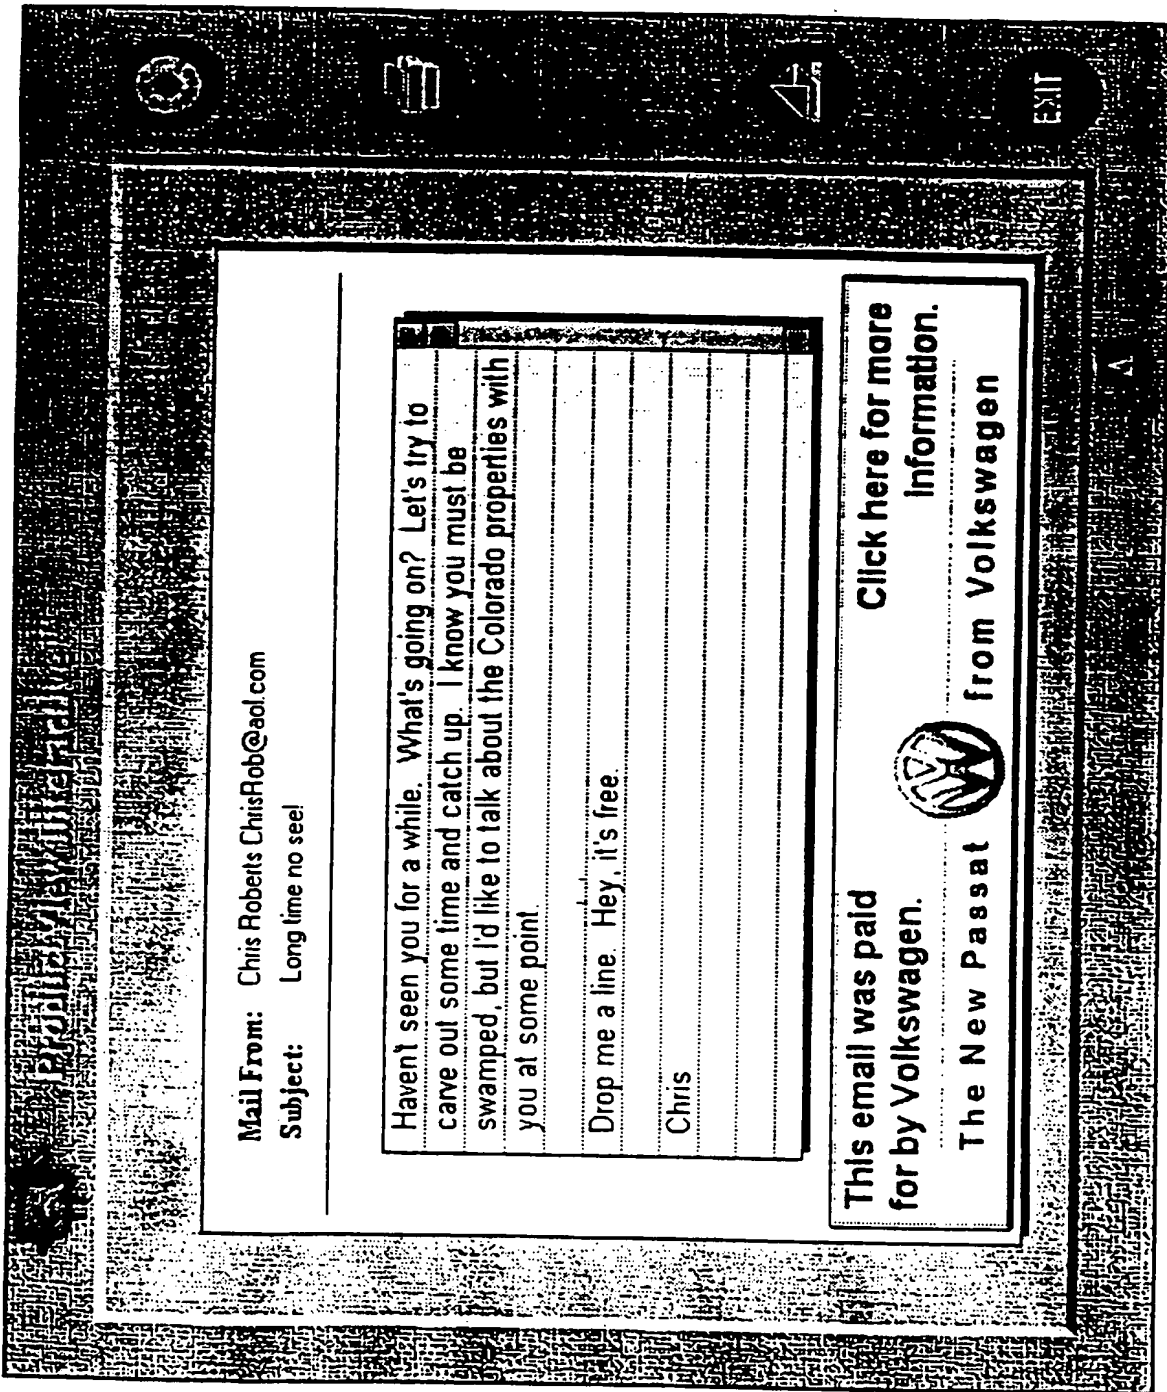 Mail From: Chris Roberts ChrisRob@aol.com
Subject: Long time no see!
Haven't seen you for a while. What's going on? Let's try to
carve out some time and catch up. I know you must be
swamped, but I'd like to talk about the Colorado properties with
you at some point.
Drop me a line. Hey, it's free.
Chris
This email was paid
for by Volkswagen.
Click here for more
Information.
The New Passat from Volkswagen
EXIT